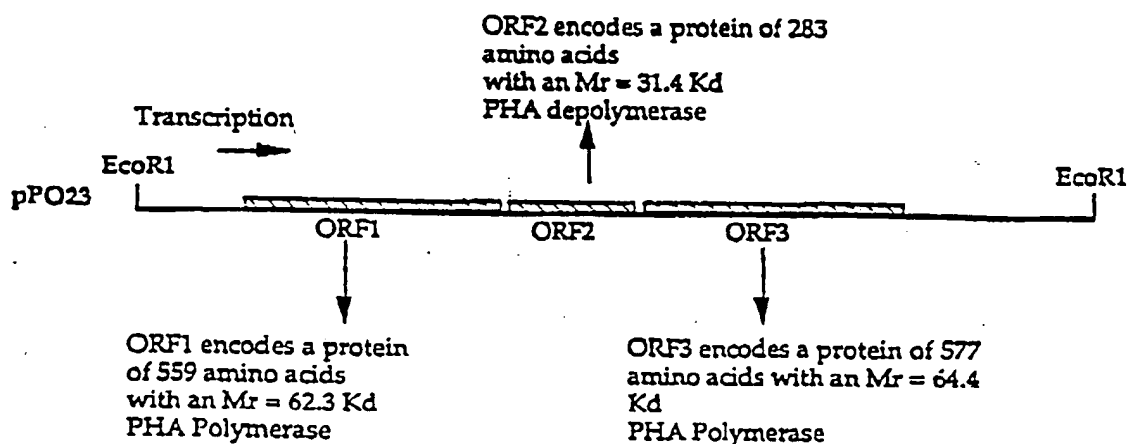 ORF2 encodes a protein of 283
amino acids
with an Mr = 31.4 Kd
PHA depolymerase
Transcription
EcoR1
EcoR1
pPO23
ORF1
ORF2
ORF3
ORF1 encodes a protein
of 559 amino acids
with an Mr = 62.3 Kd
PHA Polymerase
ORF3 encodes a protein of 577
amino acids with an Mr = 64.4
Kd
PHA Polymerase